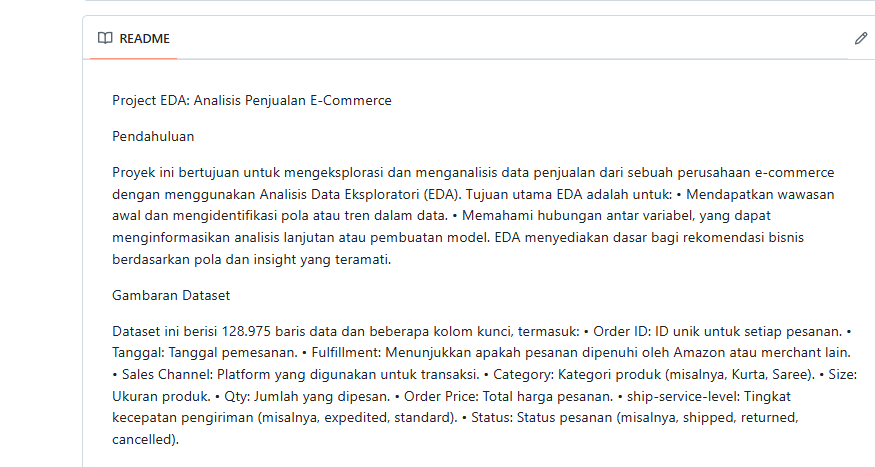 README
Project EDA: Analisis Penjualan E-Commerce
Pendahuluan
Proyek ini bertujuan untuk mengeksplorasi dan menganalisis data penjualan dari sebuah perusahaan e-commerce
dengan menggunakan Analisis Data Eksploratori (EDA). Tujuan utama EDA adalah untuk: • Mendapatkan wawasan
awal dan mengidentifikasi pola atau tren dalam data. • Memahami hubungan antar variabel, yang dapat
menginformasikan analisis lanjutan atau pembuatan model. EDA menyediakan dasar bagi rekomendasi bisnis
berdasarkan pola dan insight yang teramati.
Gambaran Dataset
Dataset ini berisi 128.975 baris data dan beberapa kolom kunci, termasuk: • Order ID: ID unik untuk setiap pesanan. •
Tanggal: Tanggal pemesanan. • Fulfillment: Menunjukkan apakah pesanan dipenuhi oleh Amazon atau merchant lain.
• Sales Channel: Platform yang digunakan untuk transaksi. • Category: Kategori produk (misalnya, Kurta, Saree). • Size:
Ukuran produk. • Qty: Jumlah yang dipesan. • Order Price: Total harga pesanan. • ship-service-level: Tingkat
kecepatan pengiriman (misalnya, expedited, standard). • Status: Status pesanan (misalnya, shipped, returned,
cancelled).